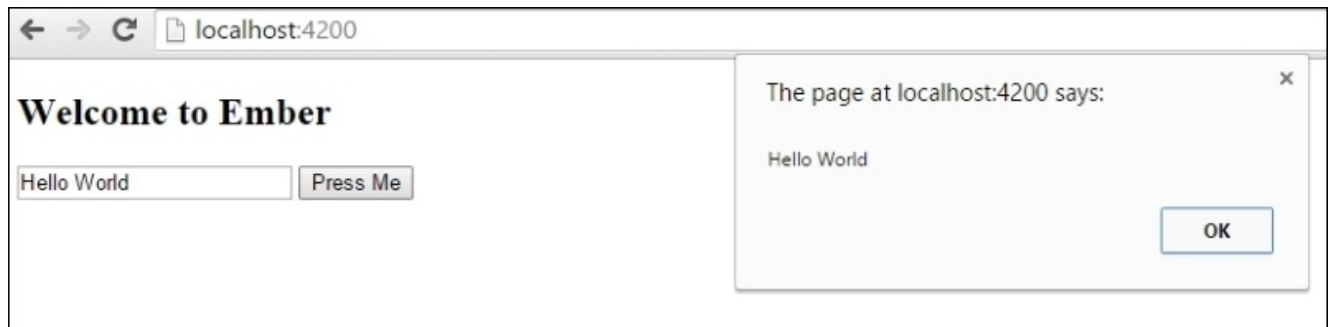 localhost:4200
Welcome to Ember
Hello World Press Me
The page at localhost:4200 says:
Hello World
OK